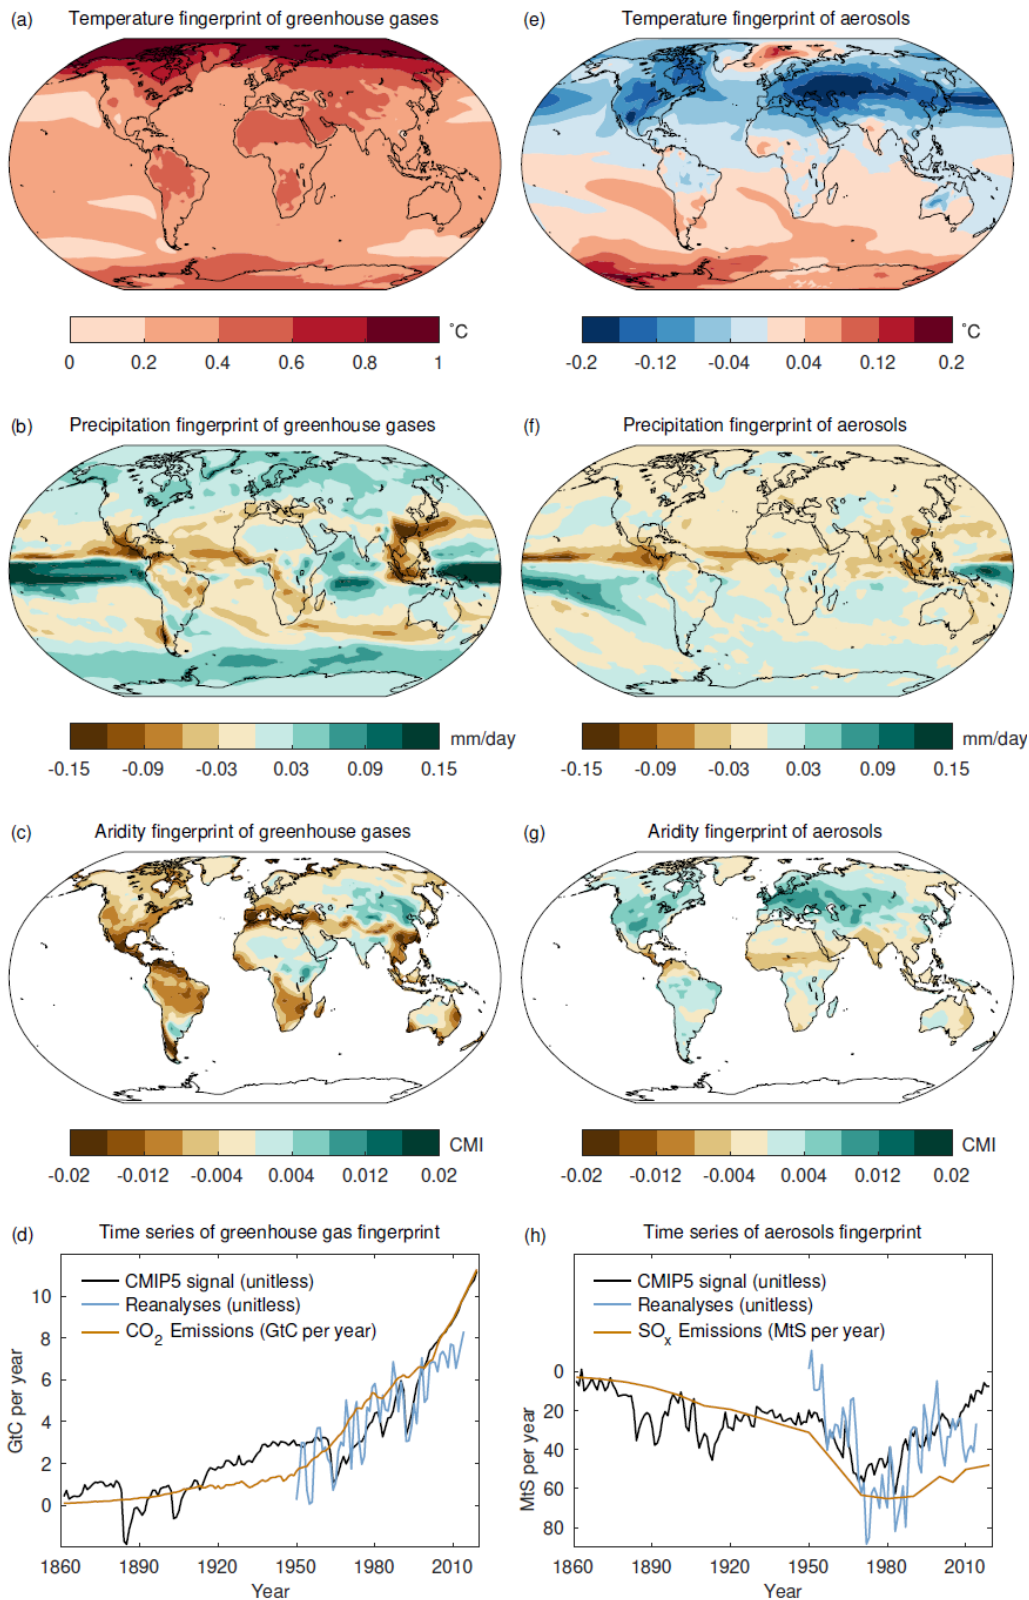 (a) Temperature fingerprint of greenhouse gases
0 0.2 0.4 0.6 0.8 1 °C
(e) Temperature fingerprint of aerosols
-0.2 -0.12 -0.04 0.04 0.12 0.2 °C
(b) Precipitation fingerprint of greenhouse gases
mm/day
-0.15 -0.09 -0.03 0.03 0.09 0.15
(f) Precipitation fingerprint of aerosols
mm/day
-0.15 -0.09 -0.03 0.03 0.09 0.15
(c) Aridity fingerprint of greenhouse gases
CMI
-0.02 -0.012 -0.004 0.004 0.012 0.02
(g) Aridity fingerprint of aerosols
CMI
-0.02 -0.012 -0.004 0.004 0.012 0.02
(d) Time series of greenhouse gas fingerprint
CMIP5 signal (unitless)
Reanalyses (unitless)
CO2 Emissions (GtC per year)
GtC per year
10
8
6
4
2
0
1860 1890 1920 1950 1980 2010
Year
(h) Time series of aerosols fingerprint
CMIP5 signal (unitless)
Reanalyses (unitless)
SOx Emissions (MtS per year)
MtS per year
0
20
40
60
80
1860 1890 1920 1950 1980 2010
Year